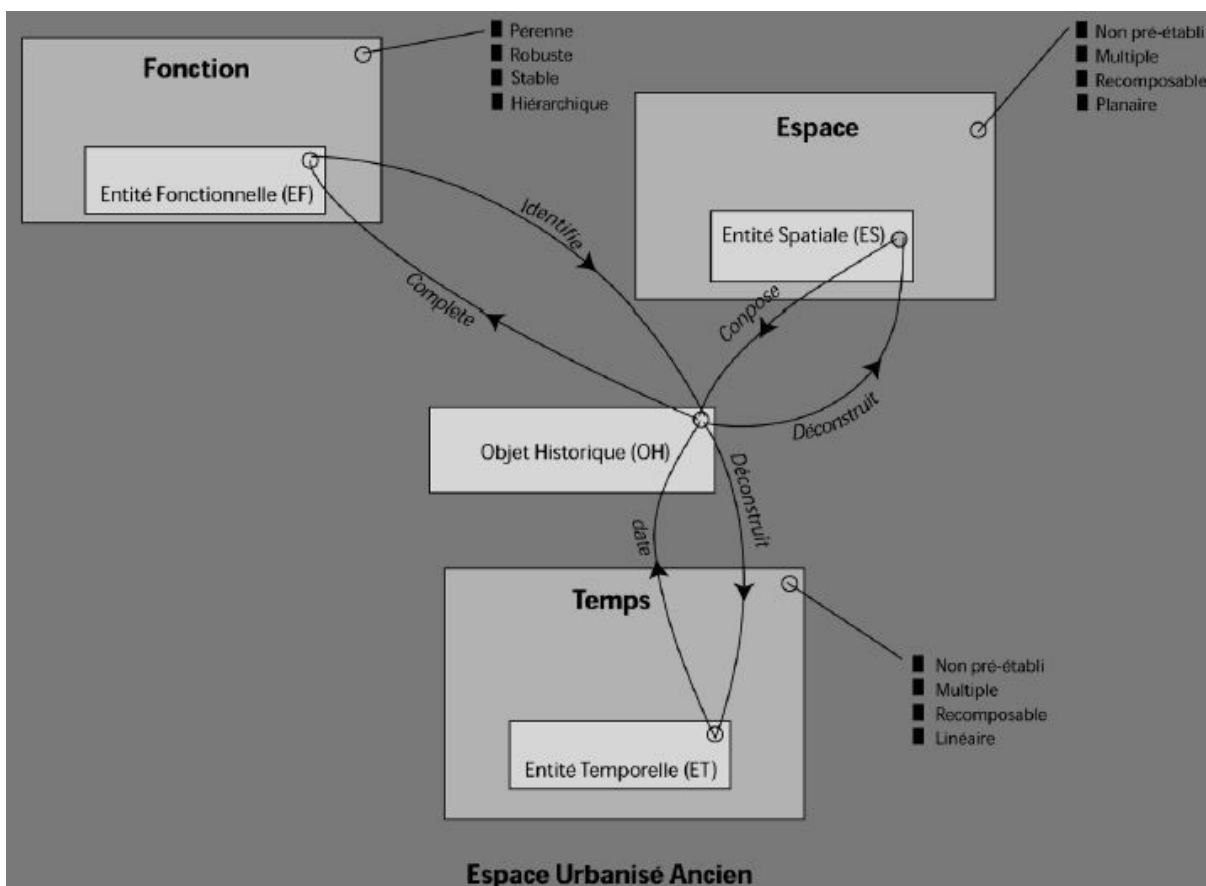 Fonction
Pérenne
Robuste
Stable
Hiérarchique
Entité Fonctionnelle (EF)
Non pré-établi
Multiple
Recomposable
Planaire
Espace
Entité Spatiale (ES)
Identifie
Complete
Conpose
Déconstruit
Objet Historique (OH)
Déconstruit
date
Temps
Non pré-établi
Multiple
Recomposable
Linéaire
Entité Temporelle (ET)
Espace Urbanisé Ancien